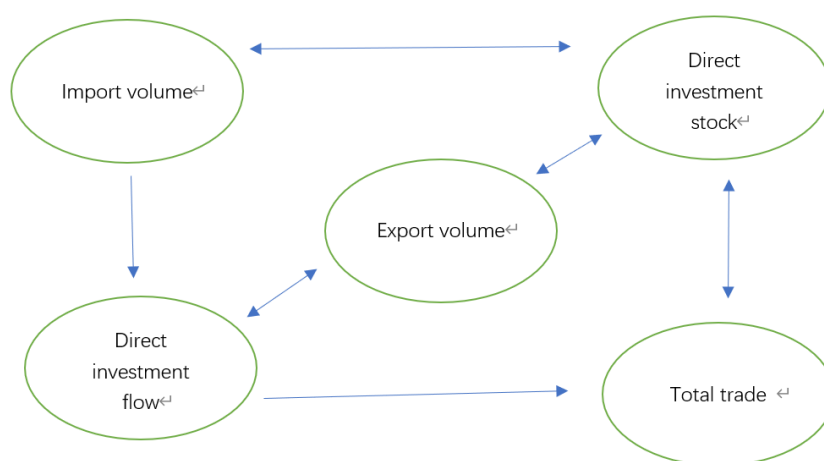 Import volume↵
Direct
investment
stock↵
Export volume↵
Direct
investment
flow↵
Total trade ↵